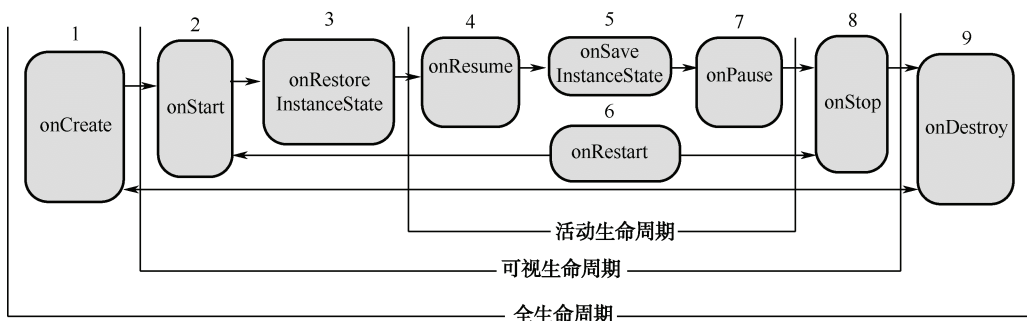 1
2
3
4
5
7
8
9
onCreate
onStart
onRestore
InstanceState
onResume
onSave
InstanceState
6
onRestart
onPause
onStop
onDestroy
活动生命周期
可视生命周期
全生命周期